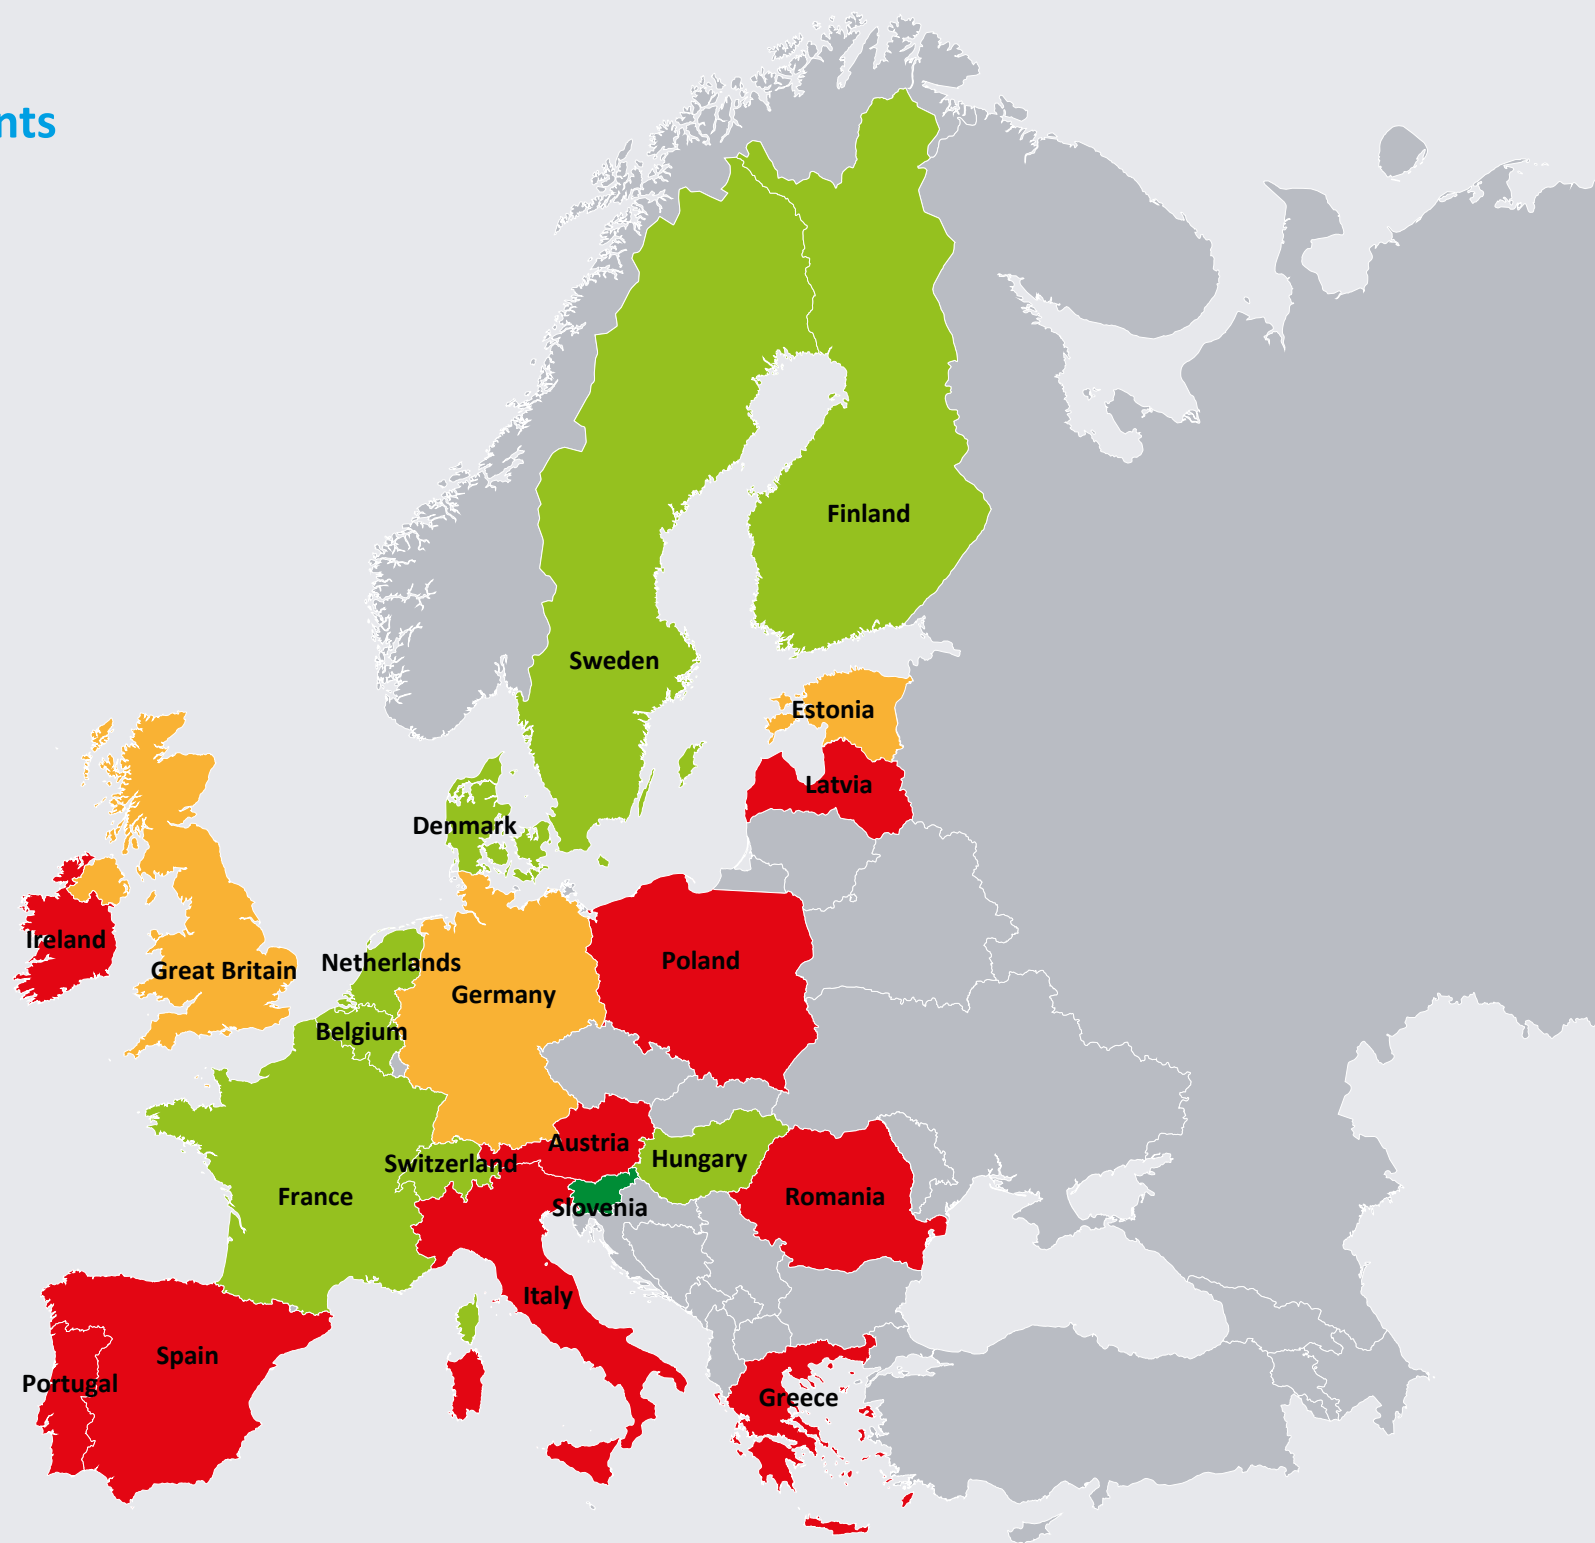 Finland
Sweden
Estonia
Latvia
Denmark
Ireland
Great Britain
Netherlands
Poland
Germany
Belgium
Austria
Switzerland
Hungary
France
Romania
Slovenia
Italy
Spain
Portugal
Greece